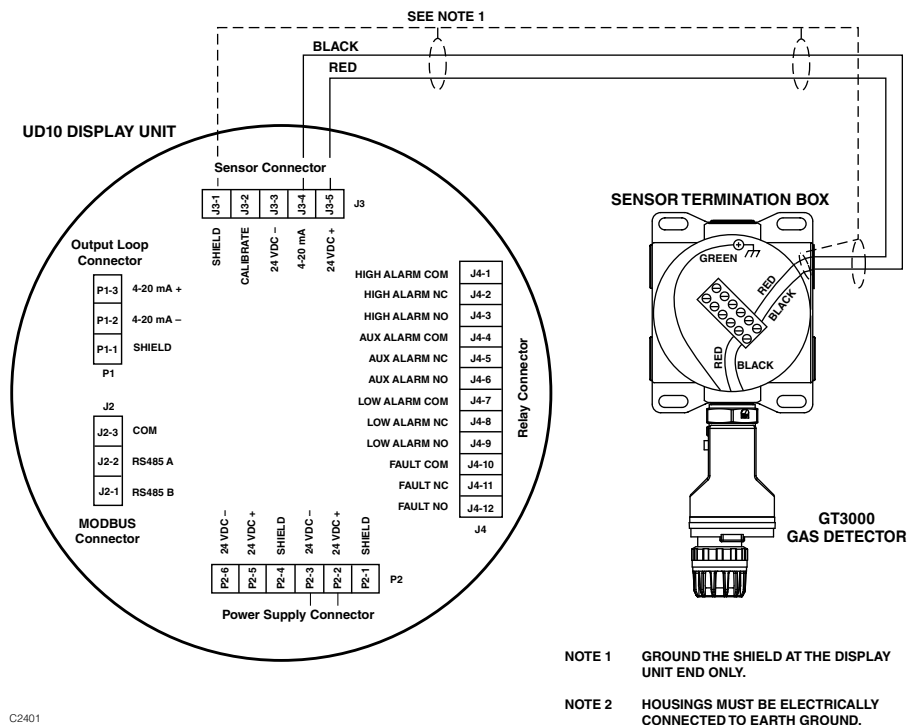 SEE NOTE 1
BLACK
RED
UD10 DISPLAY UNIT
Sensor Connector
J3-1
J3-2
J3-3
J3-4
J3-5
J3
SHIELD
CALIBRATE
24 VDC –
4-20 mA
24 VDC +
Output Loop
Connector
P1-3 4-20 mA +
P1-2 4-20 mA –
P1-1 SHIELD
P1
J2
J2-3 COM
J2-2 RS485 A
J2-1 RS485 B
MODBUS
Connector
HIGH ALARM COM J4-1
HIGH ALARM NC J4-2
HIGH ALARM NO J4-3
AUX ALARM COM J4-4
AUX ALARM NC J4-5
AUX ALARM NO J4-6
LOW ALARM COM J4-7
LOW ALARM NC J4-8
LOW ALARM NO J4-9
FAULT COM J4-10
FAULT NC J4-11
FAULT NO J4-12
J4
Relay Connector
24 VDC –
24 VDC +
SHIELD
24 VDC –
24 VDC +
SHIELD
P2-6
P2-5
P2-4
P2-3
P2-2
P2-1
P2
Power Supply Connector
SENSOR TERMINATION BOX
GREEN
RED
BLACK
RED
BLACK
GT3000
GAS DETECTOR
NOTE 1 GROUND THE SHIELD AT THE DISPLAY
UNIT END ONLY.
NOTE 2 HOUSINGS MUST BE ELECTRICALLY
CONNECTED TO EARTH GROUND.
C2401